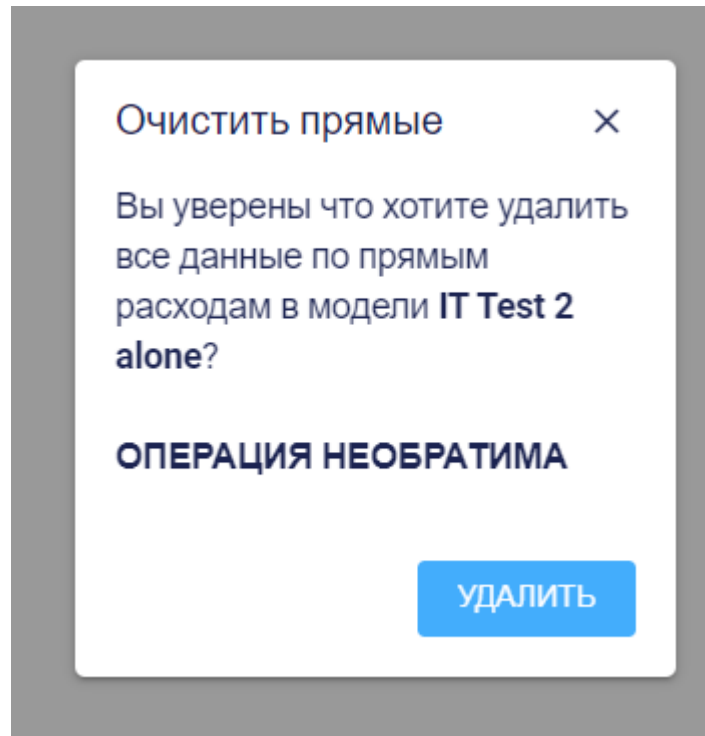 Очистить прямые
Вы уверены что хотите удалить
все данные по прямым
расходам в модели IT Test 2
alone?
ОПЕРАЦИЯ НЕОБРАТИМА
УДАЛИТЬ